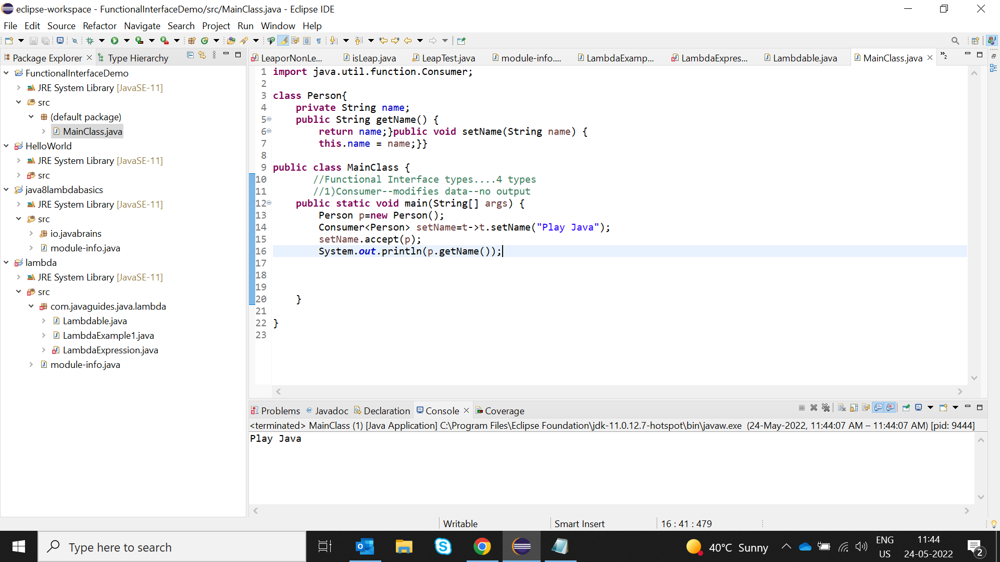 eclipse-workspace - FunctionalInterfaceDemo/src/MainClass.java - Eclipse IDE
File Edit Source Refactor Navigate Search Project Run Window Help
Package Explorer Type Hierarchy
FunctionalInterfaceDemo
JRE System Library [JavaSE-11]
src
(default package)
MainClass.java
HelloWorld
JRE System Library [JavaSE-11]
src
java8lambdabasics
JRE System Library [JavaSE-11]
src
io.javabrains
module-info.java
lambda
JRE System Library [JavaSE-11]
src
com.javaguides.java.lambda
Lambdable.java
LambdaExample1.java
LambdaExpression.java
module-info.java
LeaporNonLe... isLeap.java LeapTest.java module-info.... LambdaExamp... LambdaExpres... Lambdable.java MainClass.java »2
1 import java.util.function.Consumer;
2
3 class Person{
4 private String name;
5 public String getName() {
6 return name;}public void setName(String name) {
7 this.name = name;}}
8
9 public class MainClass {
10 //Functional Interface types....4 types
11 //1)Consumer--modifies data--no output
12 public static void main(String[] args) {
13 Person p=new Person();
14 Consumer<Person> setName=t->t.setName("Play Java");
15 setName.accept(p);
16 System.out.println(p.getName());
17
18
19
20 }
21
22 }
23
Problems @ Javadoc Declaration Console Coverage
<terminated> MainClass (1) [Java Application] C:\Program Files\Eclipse Foundation\jdk-11.0.12.7-hotspot\bin\javaw.exe (24-May-2022, 11:44:07 AM – 11:44:07 AM) [pid: 9444]
Play Java
Writable Smart Insert 16 : 41 : 479
Type here to search
40°C Sunny
ENG
US
11:44
24-05-2022
2